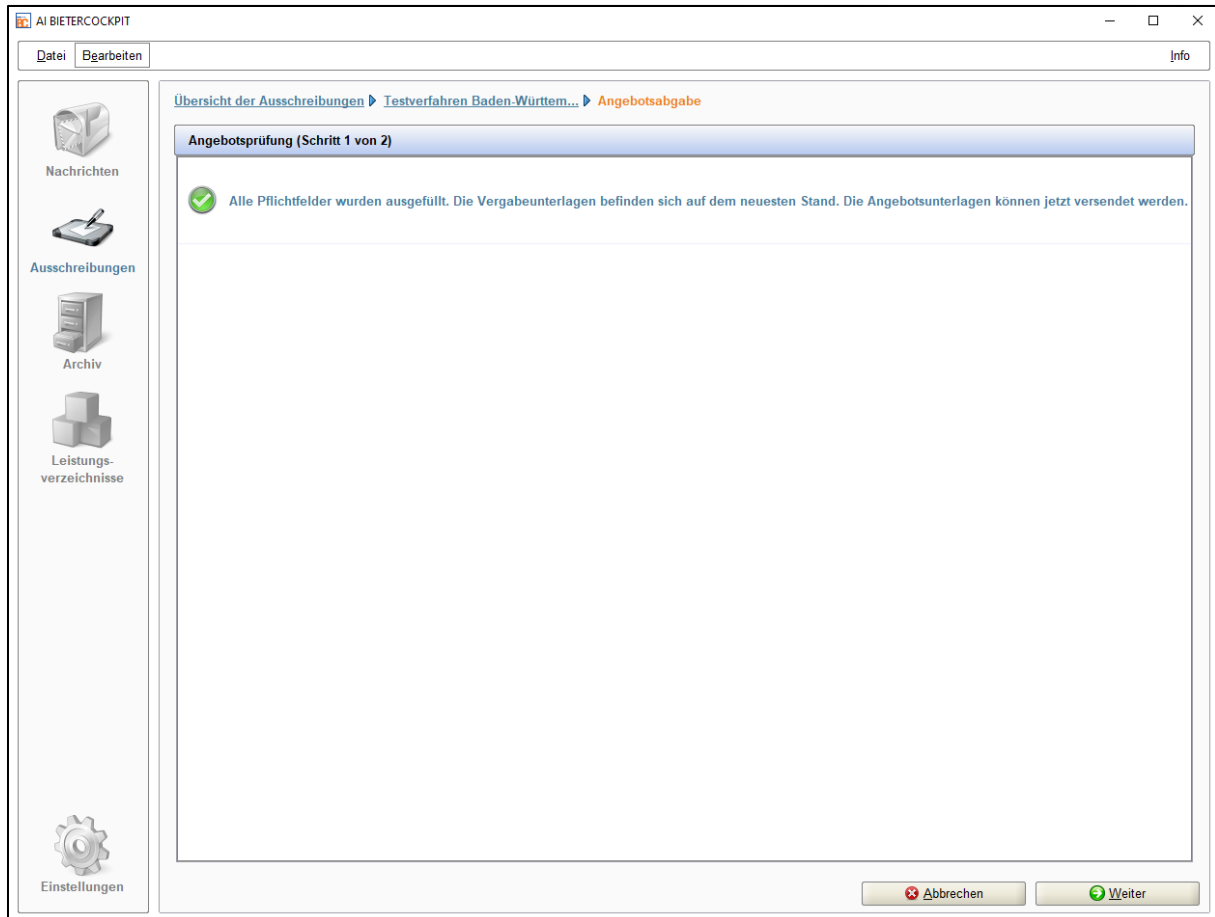 AI BIETERCOCKPIT
Datei Bearbeiten Info
Übersicht der Ausschreibungen Testverfahren Baden-Württem... Angebotsabgabe
Angebotsprüfung (Schritt 1 von 2)
Alle Pflichtfelder wurden ausgefüllt. Die Vergabeunterlagen befinden sich auf dem neuesten Stand. Die Angebotsunterlagen können jetzt versendet werden.
Nachrichten
Ausschreibungen
Archiv
Leistungs-
verzeichnisse
Einstellungen
Abbrechen Weiter